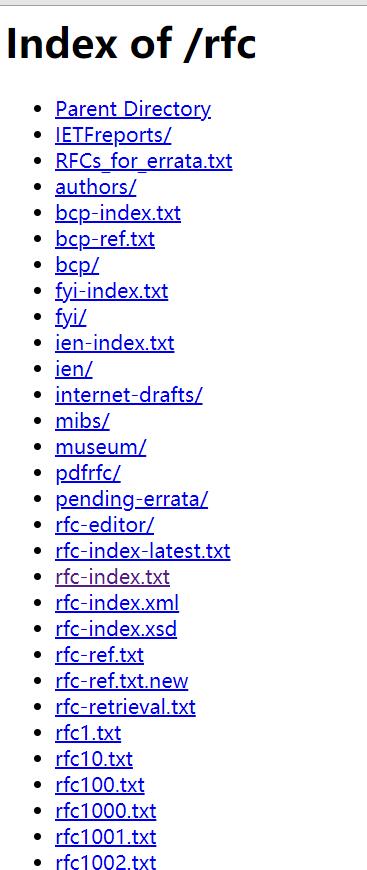 Index of /rfc
Parent Directory
IETFreports/
RFCs_for_errata.txt
authors/
bcp-index.txt
bcp-ref.txt
bcp/
fyi-index.txt
fyi/
ien-index.txt
ien/
internet-drafts/
mibs/
museum/
pdfrfc/
pending-errata/
rfc-editor/
rfc-index-latest.txt
rfc-index.txt
rfc-index.xml
rfc-index.xsd
rfc-ref.txt
rfc-ref.txt.new
rfc-retrieval.txt
rfc1.txt
rfc10.txt
rfc100.txt
rfc1000.txt
rfc1001.txt
rfc1002.txt